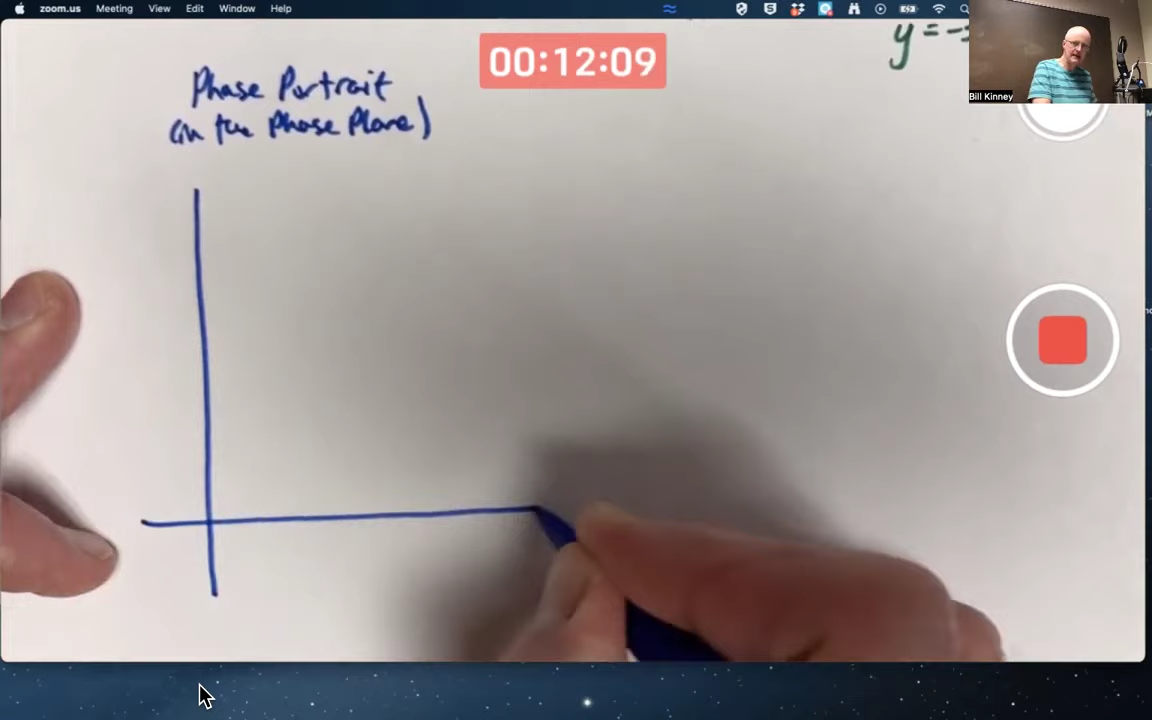 zoom.us Meeting View Edit Window Help
00:12:09
y = -
Bill Kinney
Phase Portrait
(in the Phase Plane)